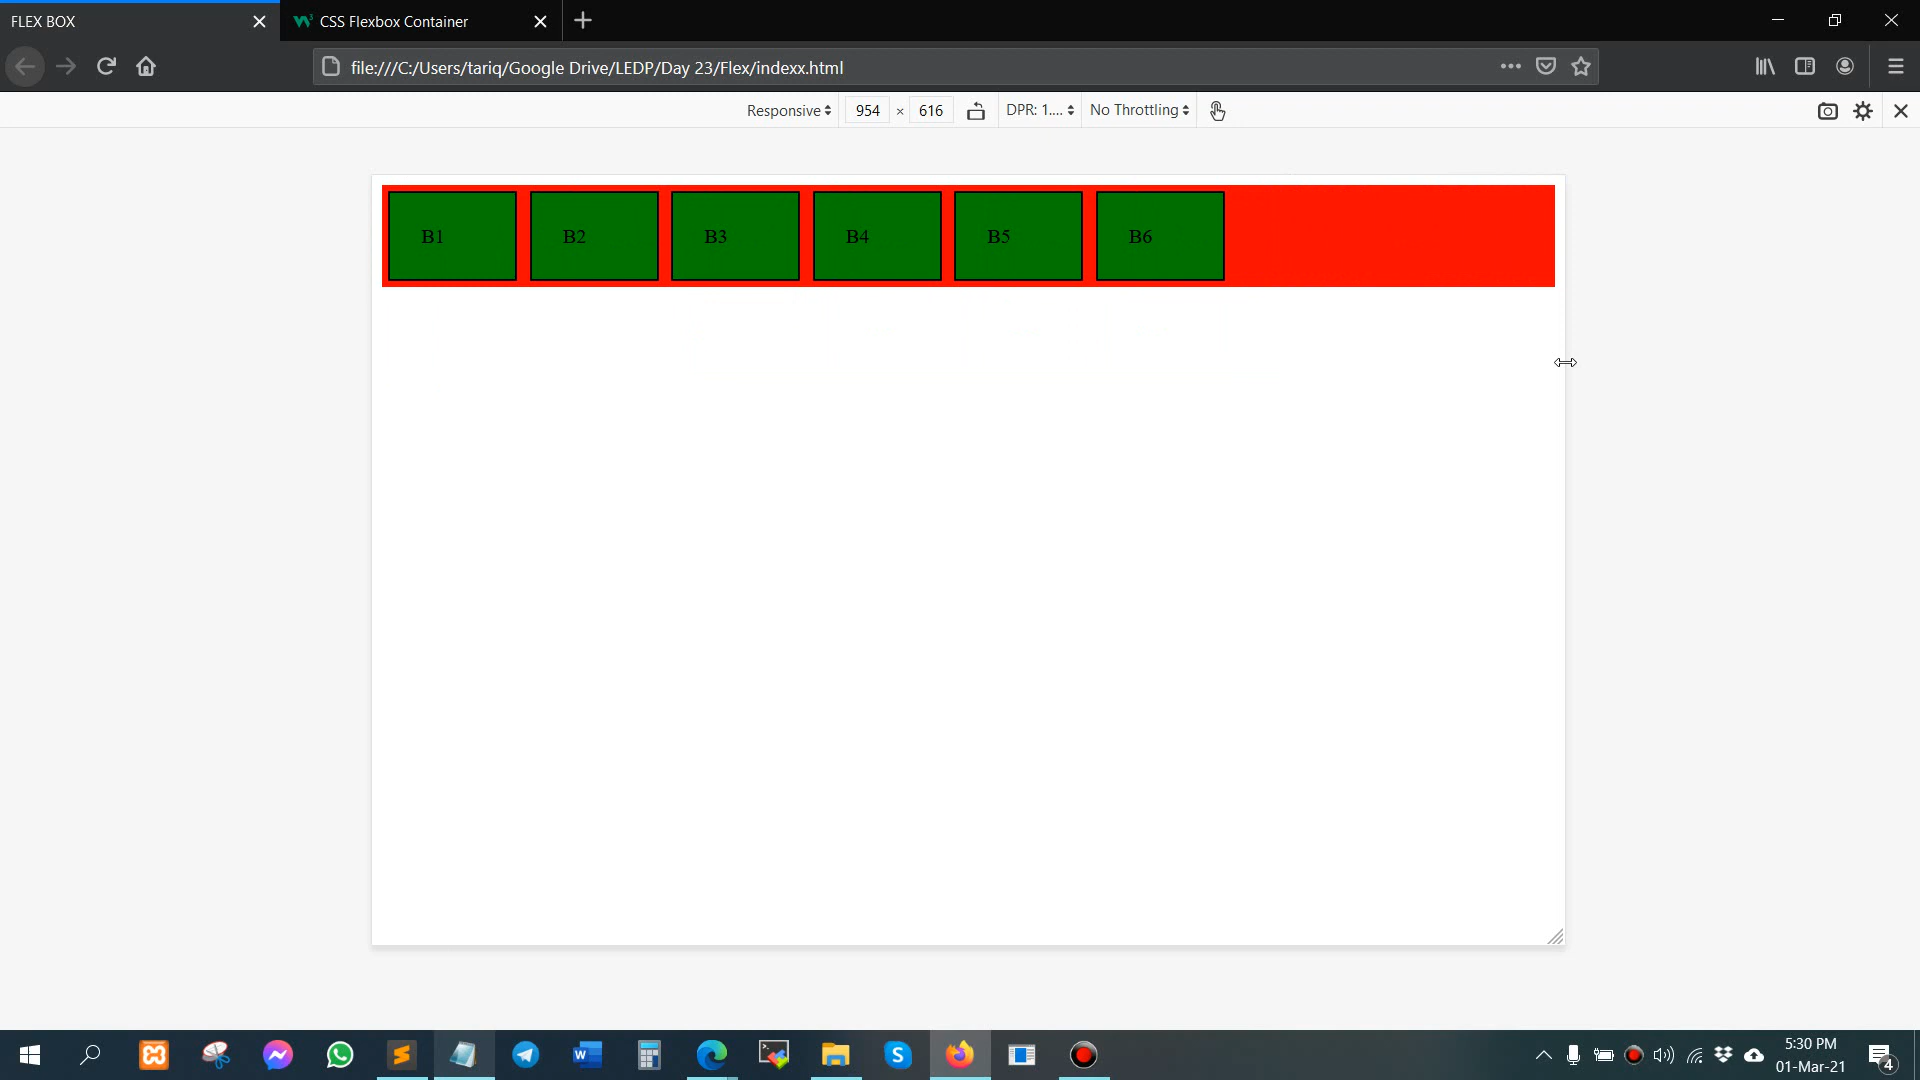 FLEX BOX
CSS Flexbox Container
file:///C:/Users/tariq/Google Drive/LEDP/Day 23/Flex/indexx.html
Responsive 954 × 616 DPR: 1.... No Throttling
B1 B2 B3 B4 B5 B6
5:30 PM
01-Mar-21
4